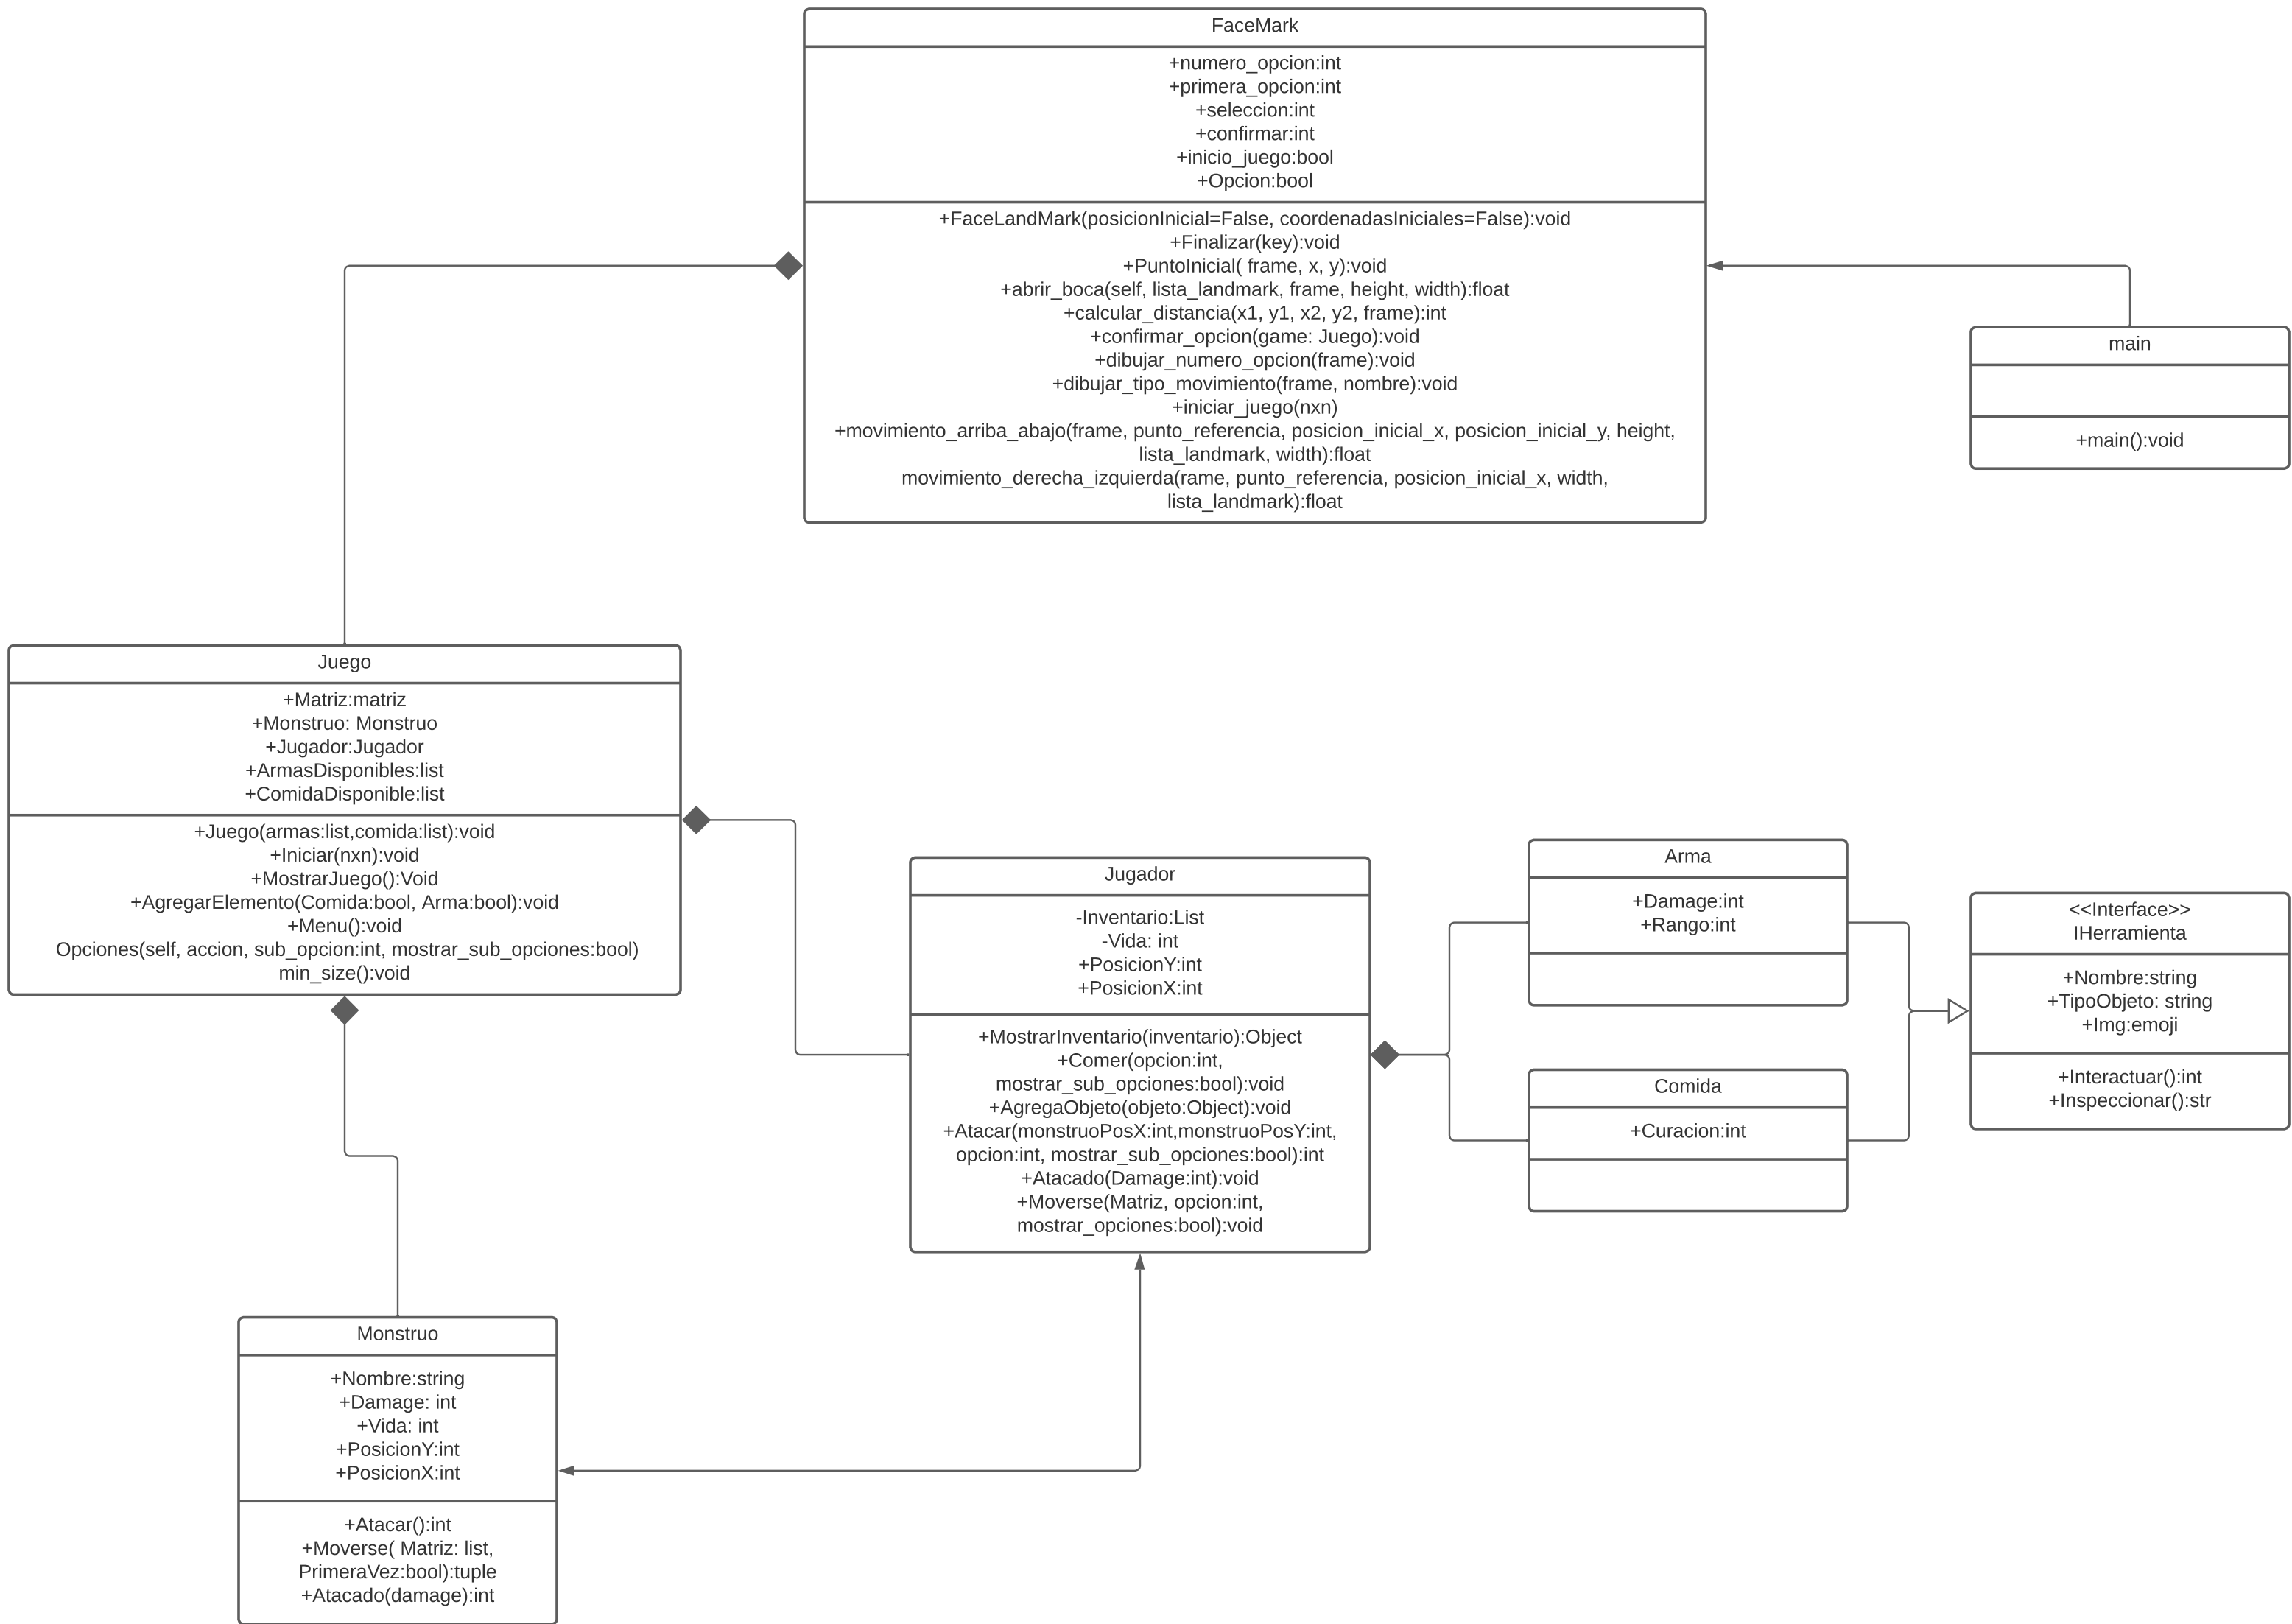 FaceMark
+numero_opcion:int
+primera_opcion:int
+seleccion:int
+confirmar:int
+inicio_juego:bool
+Opcion:bool
+FaceLandMark(posicionInicial=False, coordenadasIniciales=False):void
+Finalizar(key):void
+PuntoInicial( frame, x, y):void
+abrir_boca(self, lista_landmark, frame, height, width):float
+calcular_distancia(x1, y1, x2, y2, frame):int
+confirmar_opcion(game: Juego):void
+dibujar_numero_opcion(frame):void
+dibujar_tipo_movimiento(frame, nombre):void
+iniciar_juego(nxn)
+movimiento_arriba_abajo(frame, punto_referencia, posicion_inicial_x, posicion_inicial_y, height,
lista_landmark, width):float
movimiento_derecha_izquierda(rame, punto_referencia, posicion_inicial_x, width,
lista_landmark):float
main
+main():void
Juego
+Matriz:matriz
+Monstruo: Monstruo
+Jugador:Jugador
+ArmasDisponibles:list
+ComidaDisponible:list
+Juego(armas:list,comida:list):void
+Iniciar(nxn):void
+MostrarJuego():Void
+AgregarElemento(Comida:bool, Arma:bool):void
+Menu():void
Opciones(self, accion, sub_opcion:int, mostrar_sub_opciones:bool)
min_size():void
Jugador
-Inventario:List
-Vida: int
+PosicionY:int
+PosicionX:int
+MostrarInventario(inventario):Object
+Comer(opcion:int,
mostrar_sub_opciones:bool):void
+AgregaObjeto(objeto:Object):void
+Atacar(monstruoPosX:int,monstruoPosY:int,
opcion:int, mostrar_sub_opciones:bool):int
+Atacado(Damage:int):void
+Moverse(Matriz, opcion:int,
mostrar_opciones:bool):void
Arma
+Damage:int
+Rango:int
Comida
+Curacion:int
<<Interface>>
IHerramienta
+Nombre:string
+TipoObjeto: string
+Img:emoji
+Interactuar():int
+Inspeccionar():str
Monstruo
+Nombre:string
+Damage: int
+Vida: int
+PosicionY:int
+PosicionX:int
+Atacar():int
+Moverse( Matriz: list,
PrimeraVez:bool):tuple
+Atacado(damage):int